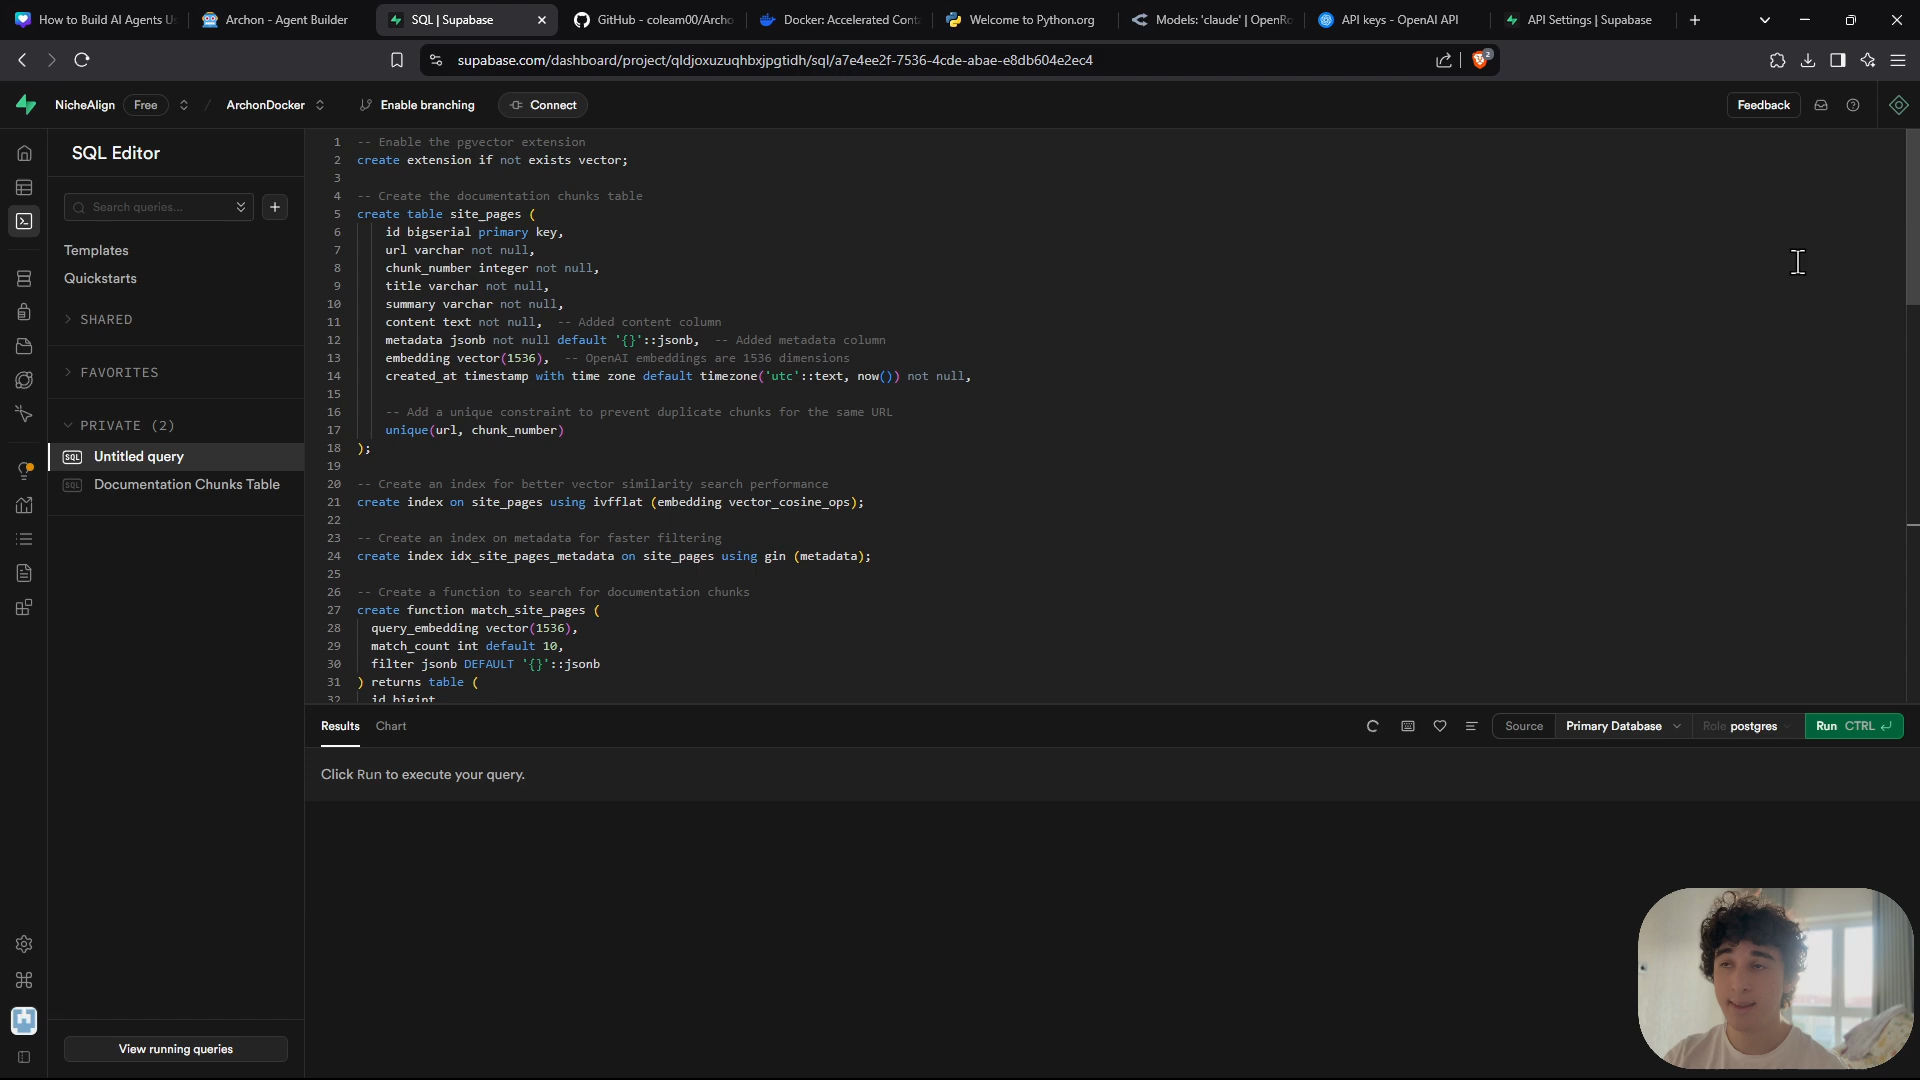 How to Build AI Agents U
Archon - Agent Builder
SQL | Supabase
GitHub - coleam00/Archo
Docker: Accelerated Cont
Welcome to Python.org
Models: 'claude' | OpenRo
API keys - OpenAI API
API Settings | Supabase
supabase.com/dashboard/project/qldjoxuzuqhbxjpgtidh/sql/a7e4ee2f-7536-4cde-abae-e8db604e2ec4
2
NicheAlign Free / ArchonDocker Enable branching Connect
Feedback
SQL Editor
Search queries...
Templates
Quickstarts
SHARED
FAVORITES
PRIVATE (2)
SQL Untitled query
SQL Documentation Chunks Table
View running queries
1 -- Enable the pgvector extension
2 create extension if not exists vector;
3
4 -- Create the documentation chunks table
5 create table site_pages (
6 id bigserial primary key,
7 url varchar not null,
8 chunk_number integer not null,
9 title varchar not null,
10 summary varchar not null,
11 content text not null, -- Added content column
12 metadata jsonb not null default '{}'::jsonb, -- Added metadata column
13 embedding vector(1536), -- OpenAI embeddings are 1536 dimensions
14 created_at timestamp with time zone default timezone('utc'::text, now()) not null,
15
16 -- Add a unique constraint to prevent duplicate chunks for the same URL
17 unique(url, chunk_number)
18 );
19
20 -- Create an index for better vector similarity search performance
21 create index on site_pages using ivfflat (embedding vector_cosine_ops);
22
23 -- Create an index on metadata for faster filtering
24 create index idx_site_pages_metadata on site_pages using gin (metadata);
25
26 -- Create a function to search for documentation chunks
27 create function match_site_pages (
28 query_embedding vector(1536),
29 match_count int default 10,
30 filter jsonb DEFAULT '{}'::jsonb
31 ) returns table (
32 id bigint
Results Chart
Source Primary Database Role postgres Run CTRL
Click Run to execute your query.